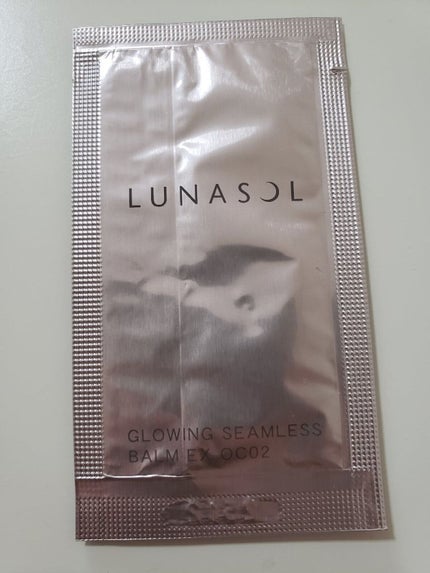 LUNASOL
GLOWING SEAMLESS
BALM EX OC02